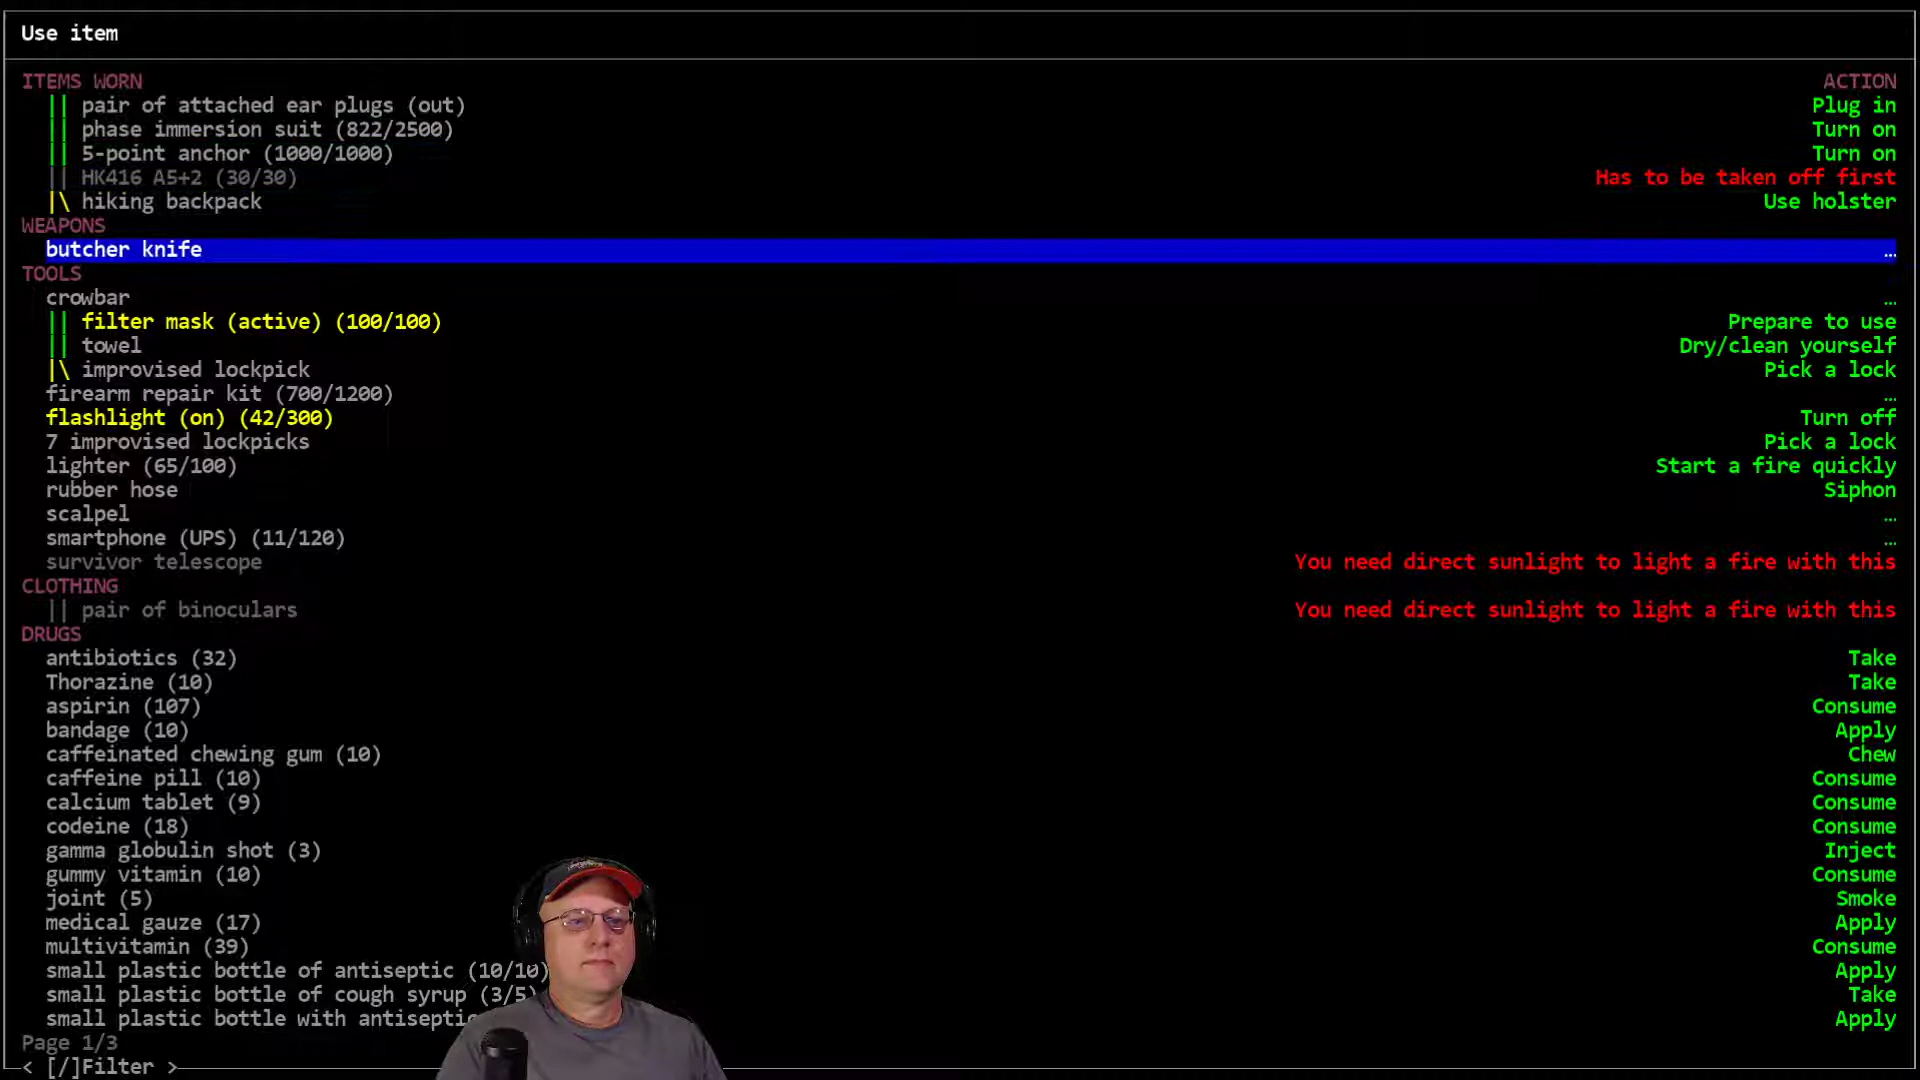 Use item
ITEMS WORN ACTION
|| pair of attached ear plugs (out) Plug in
|| phase immersion suit (822/2500) Turn on
|| 5-point anchor (1000/1000) Turn on
|| HK416 A5+2 (30/30) Has to be taken off first
|\ hiking backpack Use holster
WEAPONS
butcher knife …
TOOLS
crowbar …
|| filter mask (active) (100/100) Prepare to use
|| towel Dry/clean yourself
|\ improvised lockpick Pick a lock
firearm repair kit (700/1200) …
flashlight (on) (42/300) Turn off
7 improvised lockpicks Pick a lock
lighter (65/100) Start a fire quickly
rubber hose Siphon
scalpel …
smartphone (UPS) (11/120) …
survivor telescope You need direct sunlight to light a fire with this
CLOTHING
|| pair of binoculars You need direct sunlight to light a fire with this
DRUGS
antibiotics (32) Take
Thorazine (10) Take
aspirin (107) Consume
bandage (10) Apply
caffeinated chewing gum (10) Chew
caffeine pill (10) Consume
calcium tablet (9) Consume
codeine (18) Consume
gamma globulin shot (3) Inject
gummy vitamin (10) Consume
joint (5) Smoke
medical gauze (17) Apply
multivitamin (39) Consume
small plastic bottle of antiseptic (10/10) Apply
small plastic bottle of cough syrup (3/5) Take
small plastic bottle with antiseptic Apply
Page 1/3
< [/]Filter >